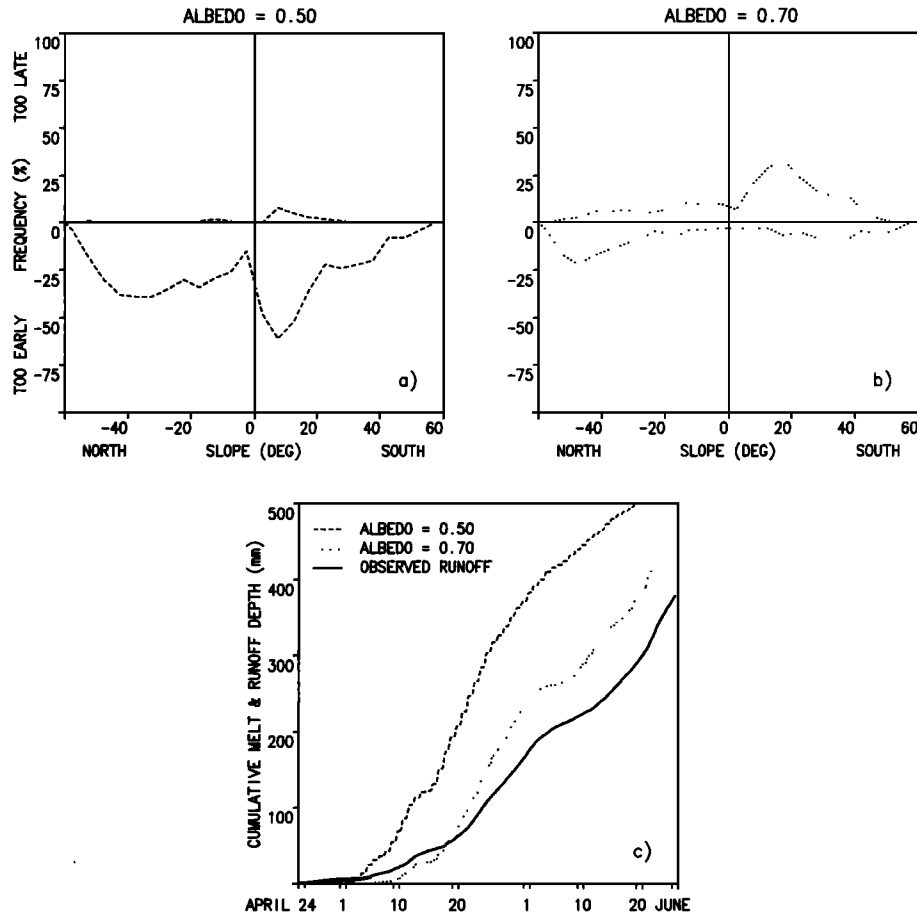 ALBEDO = 0.50
TOO LATE
FREQUENCY (%)
TOO EARLY
100
75
50
25
0
-25
-50
-75
a)
-40
-20
0
20
40
60
NORTH
SLOPE (DEG)
SOUTH
ALBEDO = 0.70
100
75
50
25
0
-25
-50
-75
b)
-40
-20
0
20
40
60
NORTH
SLOPE (DEG)
SOUTH
CUMULATIVE MELT & RUNOFF DEPTH (mm)
500
400
300
200
100
ALBEDO = 0.50
ALBEDO = 0.70
OBSERVED RUNOFF
c)
APRIL 24 1 10 20 1 10 20 JUNE